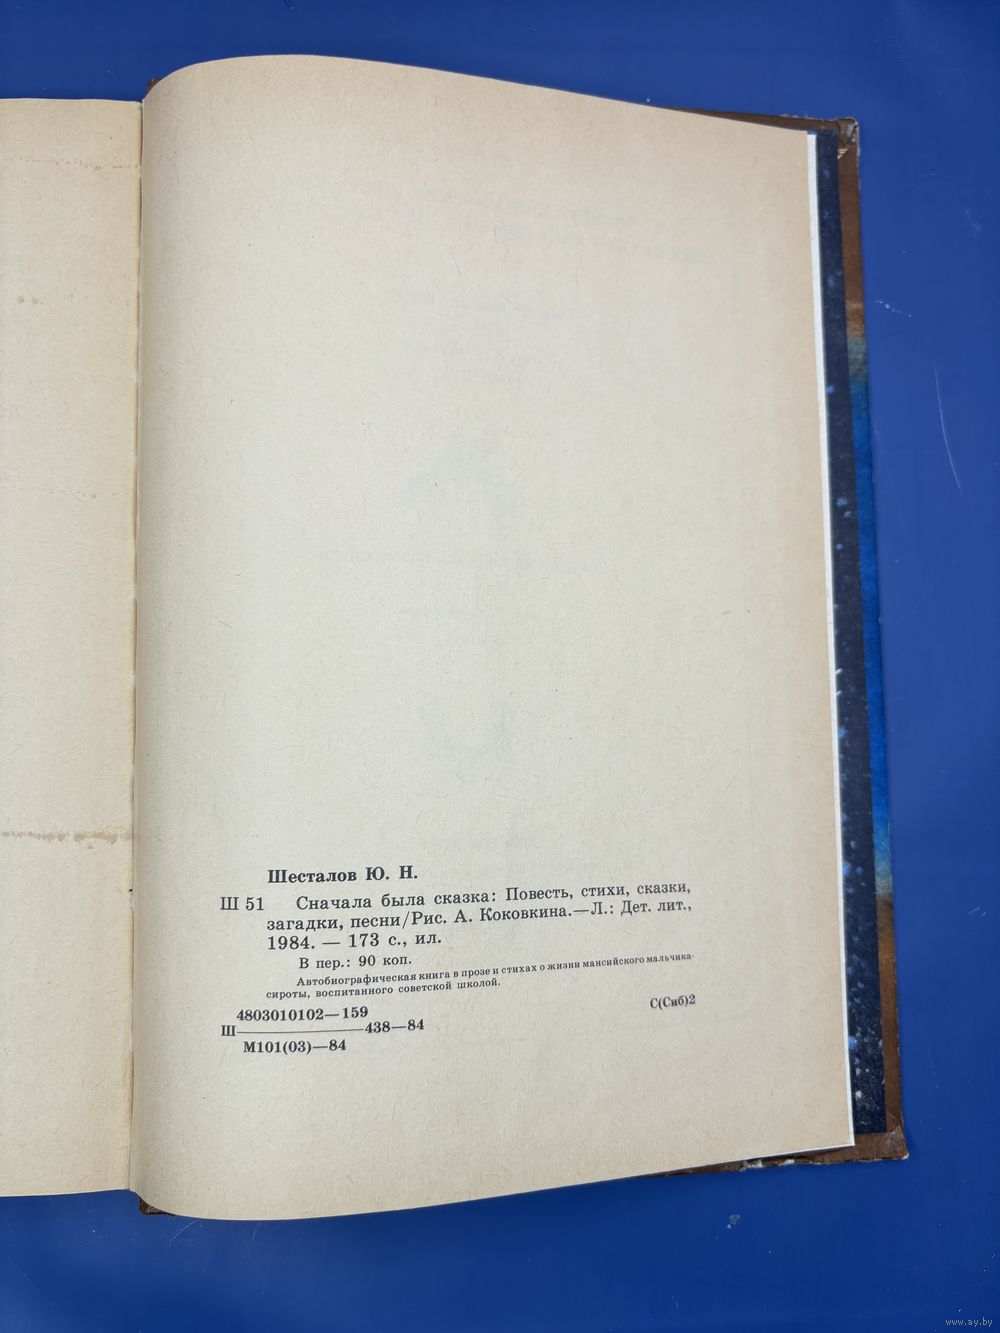 Шесталов Ю. Н.
Ш 51 Сначала была сказка: Повесть, стихи, сказки,
загадки, песни/Рис. А. Коковкина.—Л.: Дет. лит.,
1984. — 173 с., ил.
В пер.: 90 коп.
Автобиографическая книга в прозе и стихах о жизни мансийского мальчика-
сироты, воспитанного советской школой.
4803010102—159
Ш————438—84
М101(03)—84
С(Сиб)2
www.ay.by